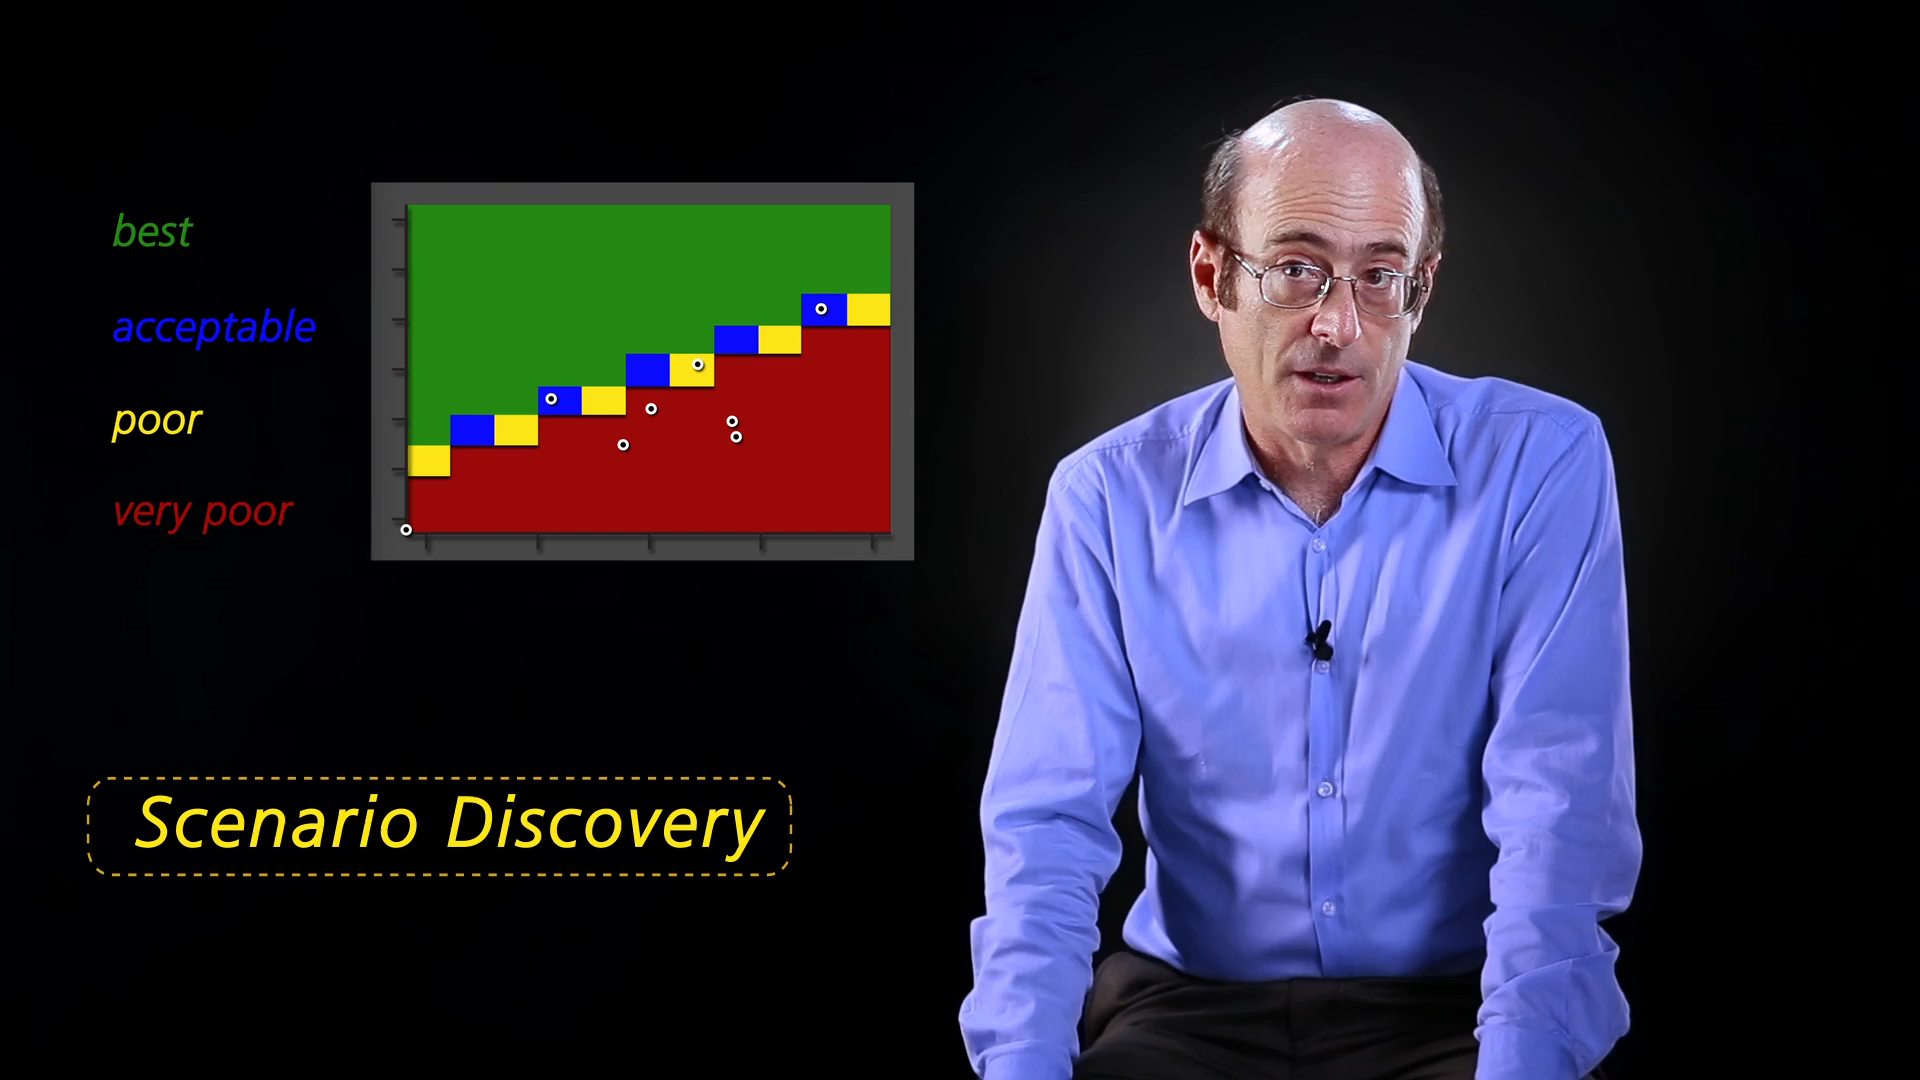 best
acceptable
poor
very poor
Scenario Discovery